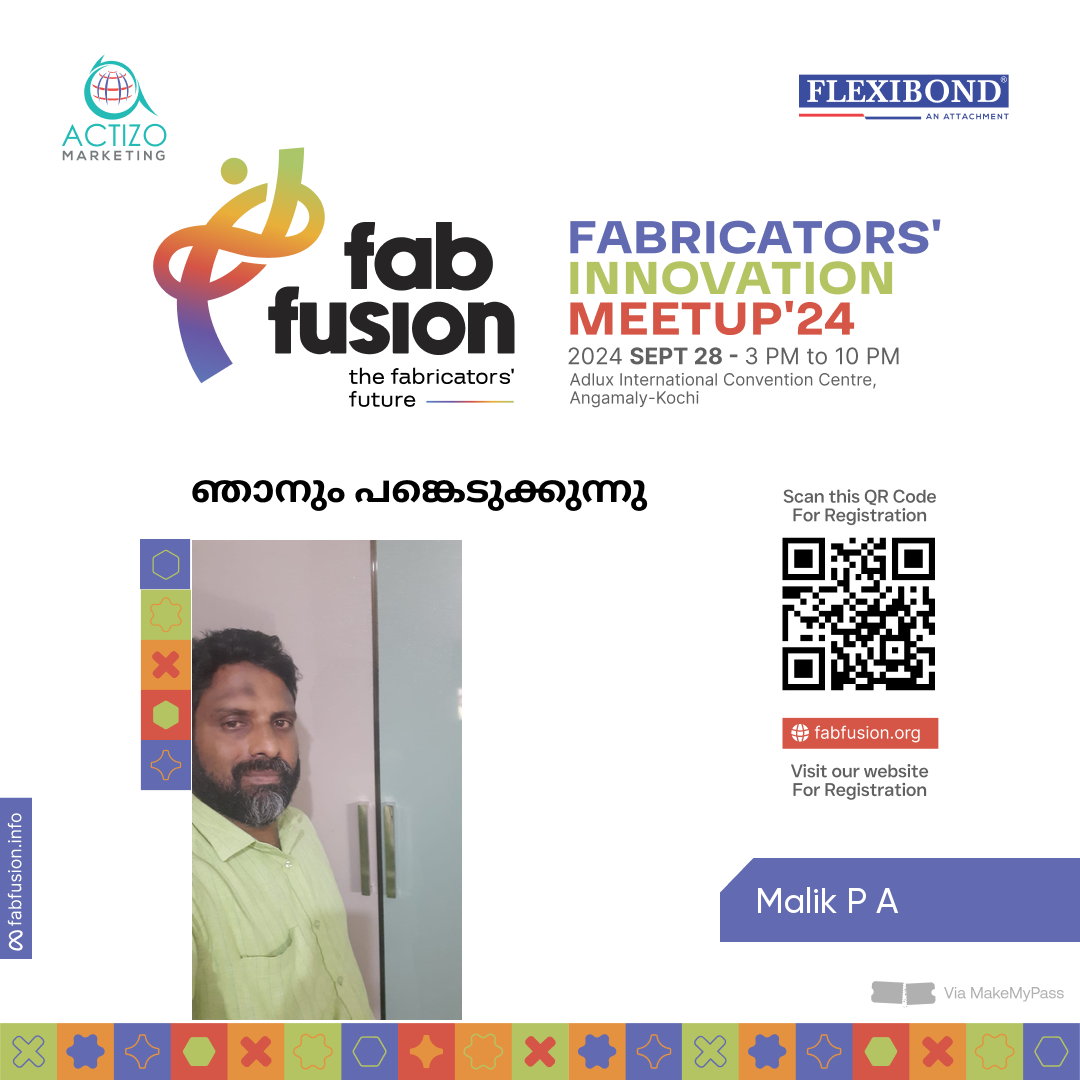 ACTIZO
MARKETING
FLEXIBOND®
AN ATTACHMENT
fab
fusion
the fabricators'
future
FABRICATORS'
INNOVATION
MEETUP'24
2024 SEPT 28 - 3 PM to 10 PM
Adlux International Convention Centre,
Angamaly-Kochi
ഞാനും പങ്കെടുക്കുന്നു
Scan this QR Code
For Registration
fabfusion.org
Visit our website
For Registration
fabfusion.info
Malik P A
Via MakeMyPass